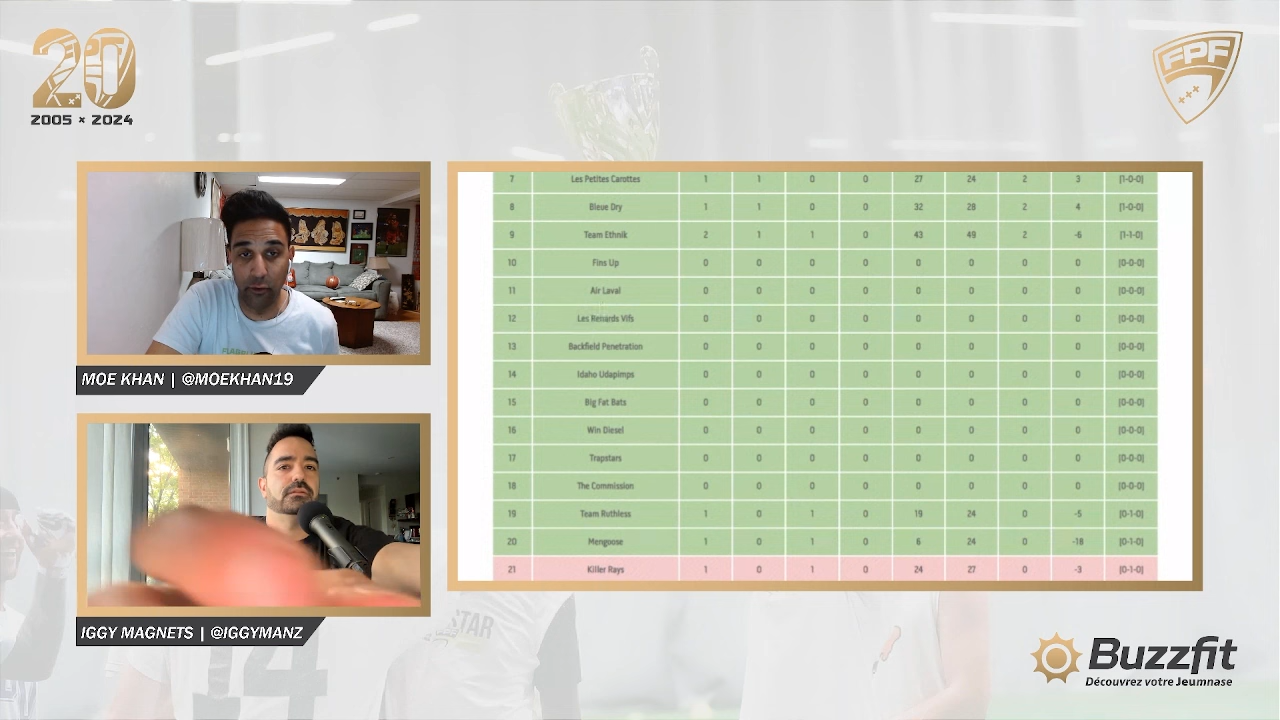 20
2005 × 2024
FPF
MOE KHAN | @MOEKHAN19
IGGY MAGNETS | @IGGYMANZ
7 Les Petites Carottes 1 1 0 0 27 24 2 3 [1-0-0]
8 Bleue Dry 1 1 0 0 32 28 2 4 [1-0-0]
9 Team Ethnik 2 1 1 0 43 49 2 -6 [1-1-0]
10 Fins Up 0 0 0 0 0 0 0 0 [0-0-0]
11 Air Laval 0 0 0 0 0 0 0 0 [0-0-0]
12 Les Renards Vifs 0 0 0 0 0 0 0 0 [0-0-0]
13 Backfield Penetration 0 0 0 0 0 0 0 0 [0-0-0]
14 Idaho Udapimps 0 0 0 0 0 0 0 0 [0-0-0]
15 Big Fat Bats 0 0 0 0 0 0 0 0 [0-0-0]
16 Win Diesel 0 0 0 0 0 0 0 0 [0-0-0]
17 Trapstars 0 0 0 0 0 0 0 0 [0-0-0]
18 The Commission 0 0 0 0 0 0 0 0 [0-0-0]
19 Team Ruthless 1 0 1 0 19 24 0 -5 [0-1-0]
20 Mengoose 1 0 1 0 6 24 0 -18 [0-1-0]
21 Killer Rays 1 0 1 0 24 27 0 -3 [0-1-0]
STAR
14
Buzzfit
Découvrez votre Jeumnase